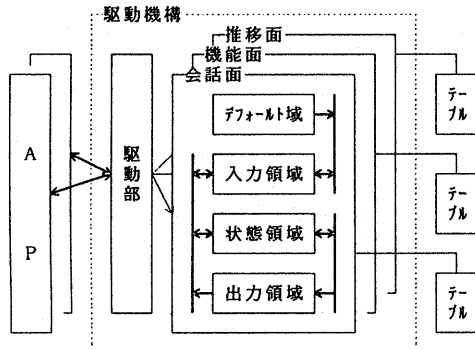 駆動機構
推移面
機能面
会話面
デフォールト域
入力領域
状態領域
出力領域
駆動部
AP
テーブル
テーブル
テーブル